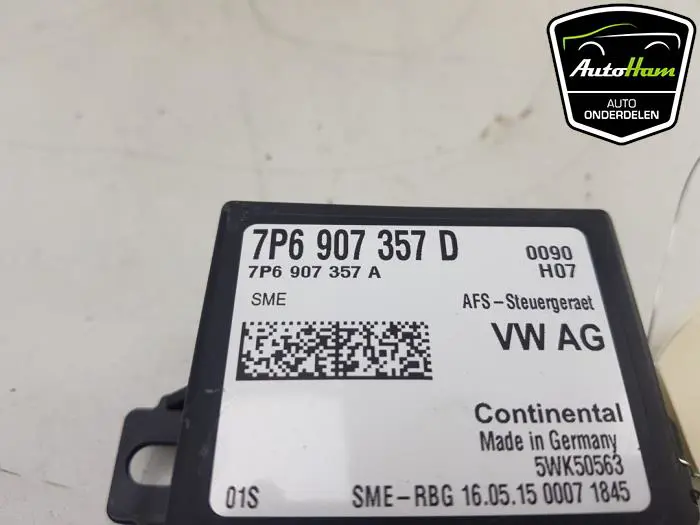 AutoHam
AUTO
ONDERDELEN
7P6 907 357 D
0090
7P6 907 357 A
H07
SME
AFS-Steuergeraet
VW AG
Continental
Made in Germany
5WK50563
01S
SME-RBG 16.05.15 0007 1845